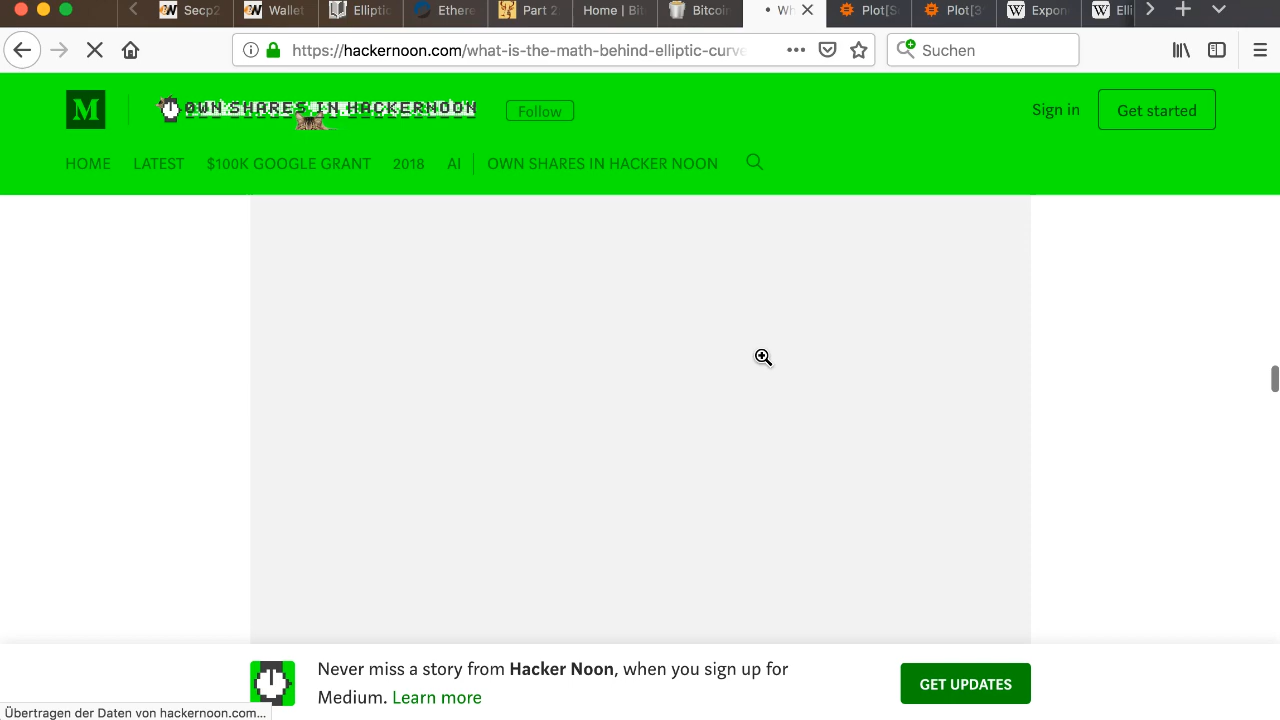 Secp2
Wallet
Elliptic
Ethere
Part 2
Home | Bit
Bitcoin
Wh
Plot[S
Plot[3
Expon
Elli
https://hackernoon.com/what-is-the-math-behind-elliptic-curve
Suchen
M
OWN SHARES IN HACKERNOON
Follow
Sign in
Get started
HOME
LATEST
$100K GOOGLE GRANT
2018
AI
OWN SHARES IN HACKER NOON
Never miss a story from Hacker Noon, when you sign up for
Medium. Learn more
GET UPDATES
Übertragen der Daten von hackernoon.com...